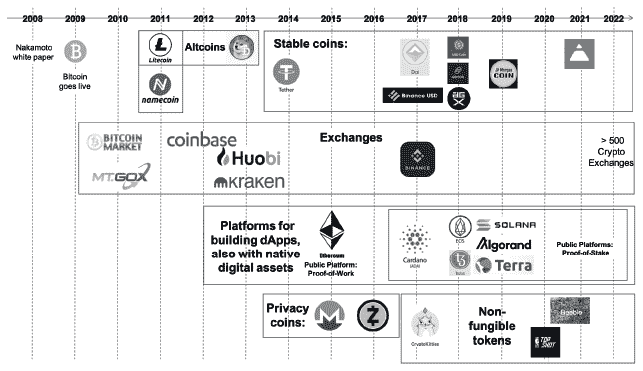 2008 2009 2010 2011 2012 2013 2014 2015 2016 2017 2018 2019 2020 2021 2022
Nakamoto
white paper
Bitcoin
goes live
Litecoin
namecoin
Altcoins
Stable coins:
Tether
Dai
Binance USD
JP Morgan
COIN
BITCOIN
MARKET
MT.GOX
coinbase
Huobi
kraken
Exchanges
BINANCE
> 500
Crypto
Exchanges
Platforms for
building dApps,
also with native
digital assets
Ethereum
Public Platform:
Proof-of-Work
Cardano
(ADA)
EOS
SOLANA
Algorand
Terra
Public Platforms:
Proof-of-Stake
Privacy
coins:
CryptoKitties
Non-
fungible
tokens
TOP
SHOT